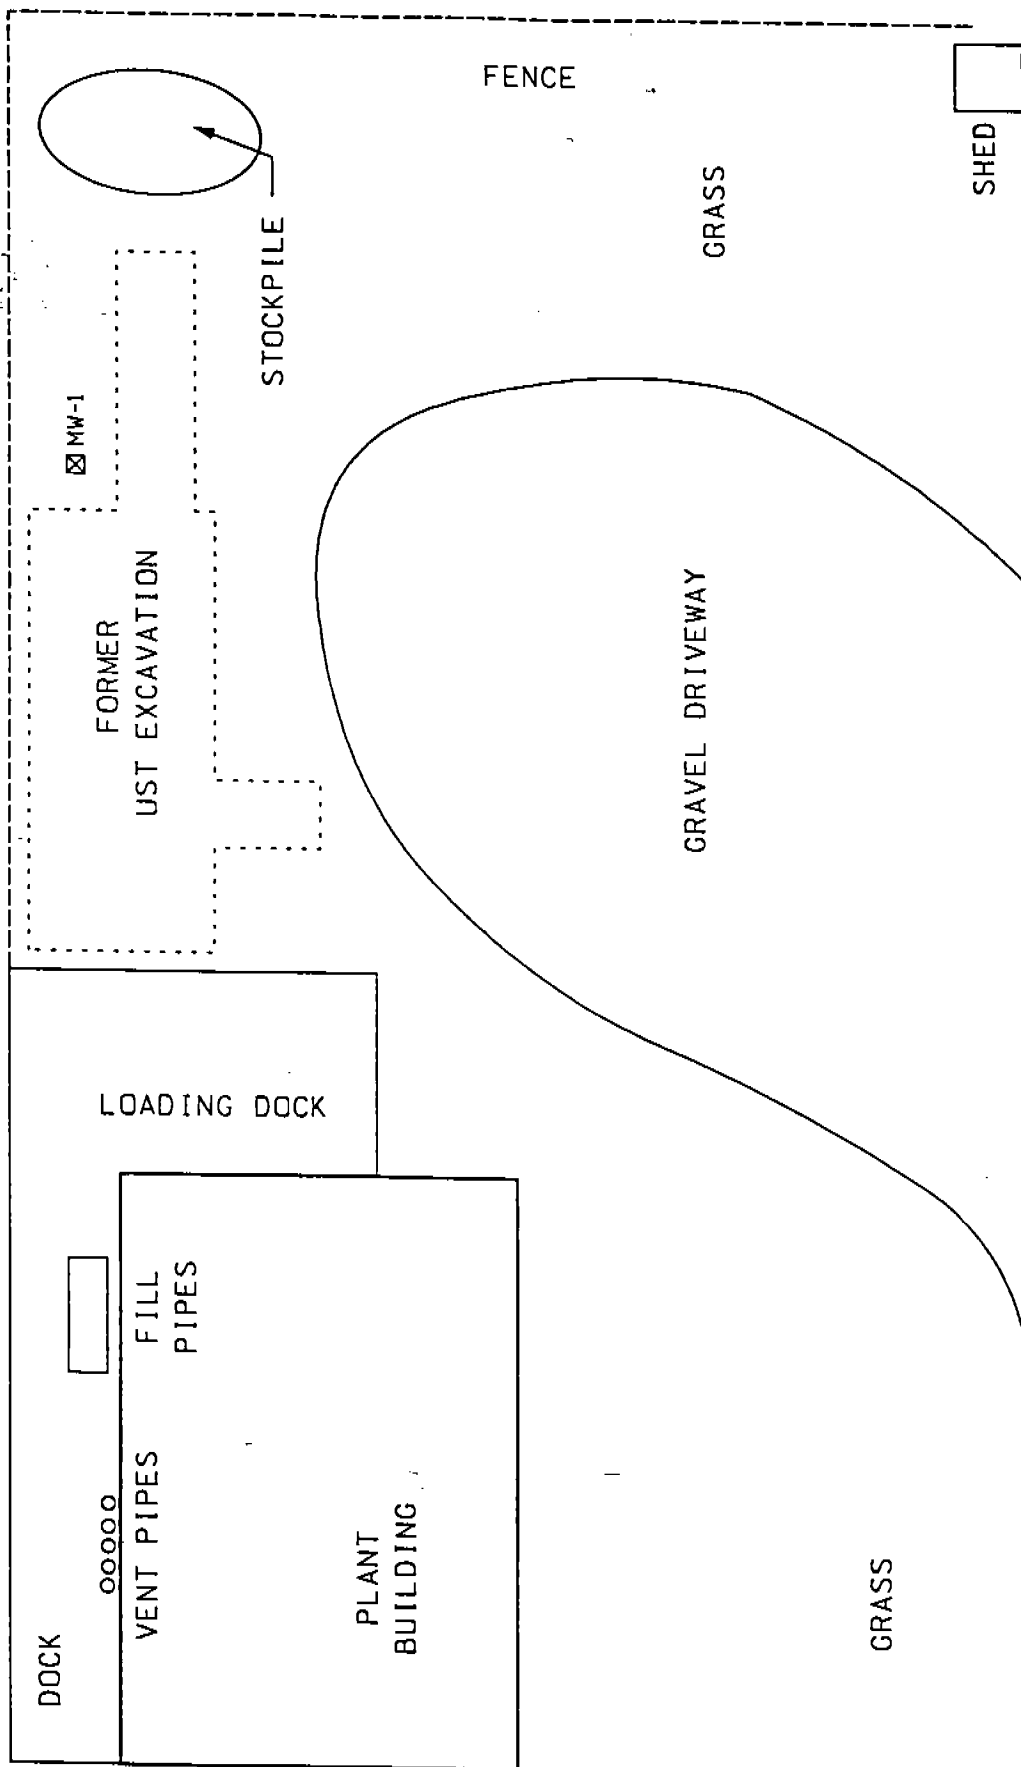 FENCE
SHED
GRASS
STOCKPILE
MW-1
FORMER
UST EXCAVATION
GRAVEL DRIVEWAY
LOADING DOCK
FILL
PIPES
VENT PIPES
PLANT
BUILDING
DOCK
GRASS